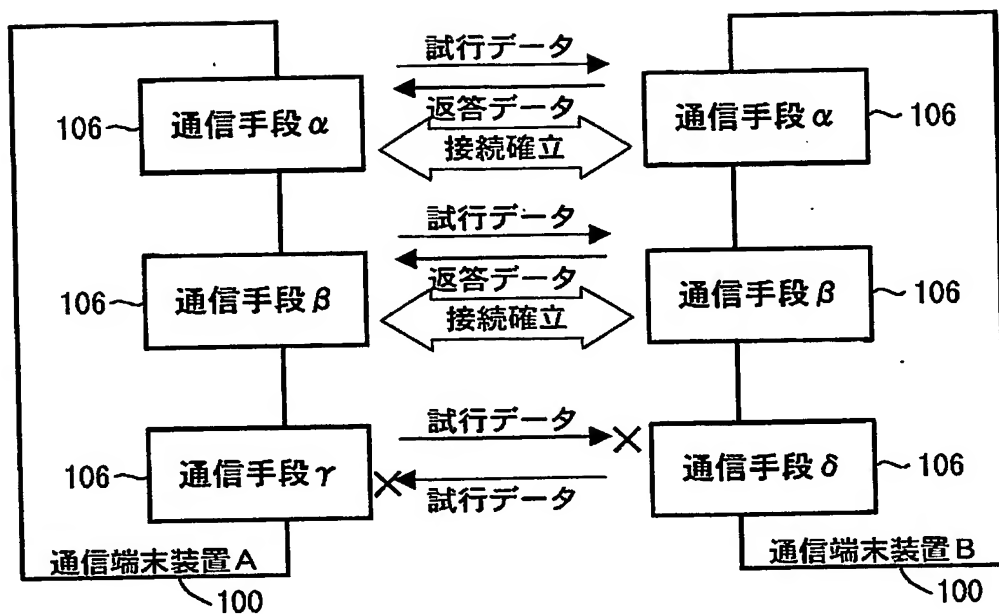 試行データ
106 通信手段α 返答データ 通信手段α 106
接続確立
試行データ
106 通信手段β 返答データ 通信手段β 106
接続確立
試行データ
106 通信手段γ 通信手段δ 106
試行データ
通信端末装置A 通信端末装置B
100 100